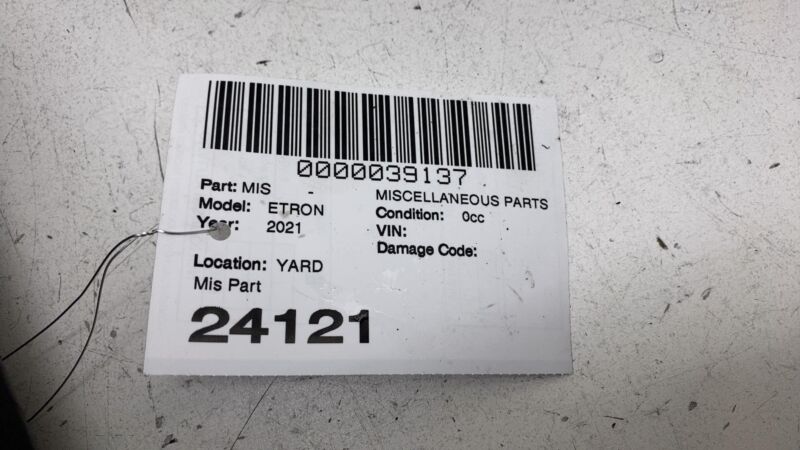 0000039137
Part: MIS - MISCELLANEOUS PARTS
Model: ETRON Condition: 0cc
Year: 2021 VIN:
Damage Code:
Location: YARD
Mis Part
24121